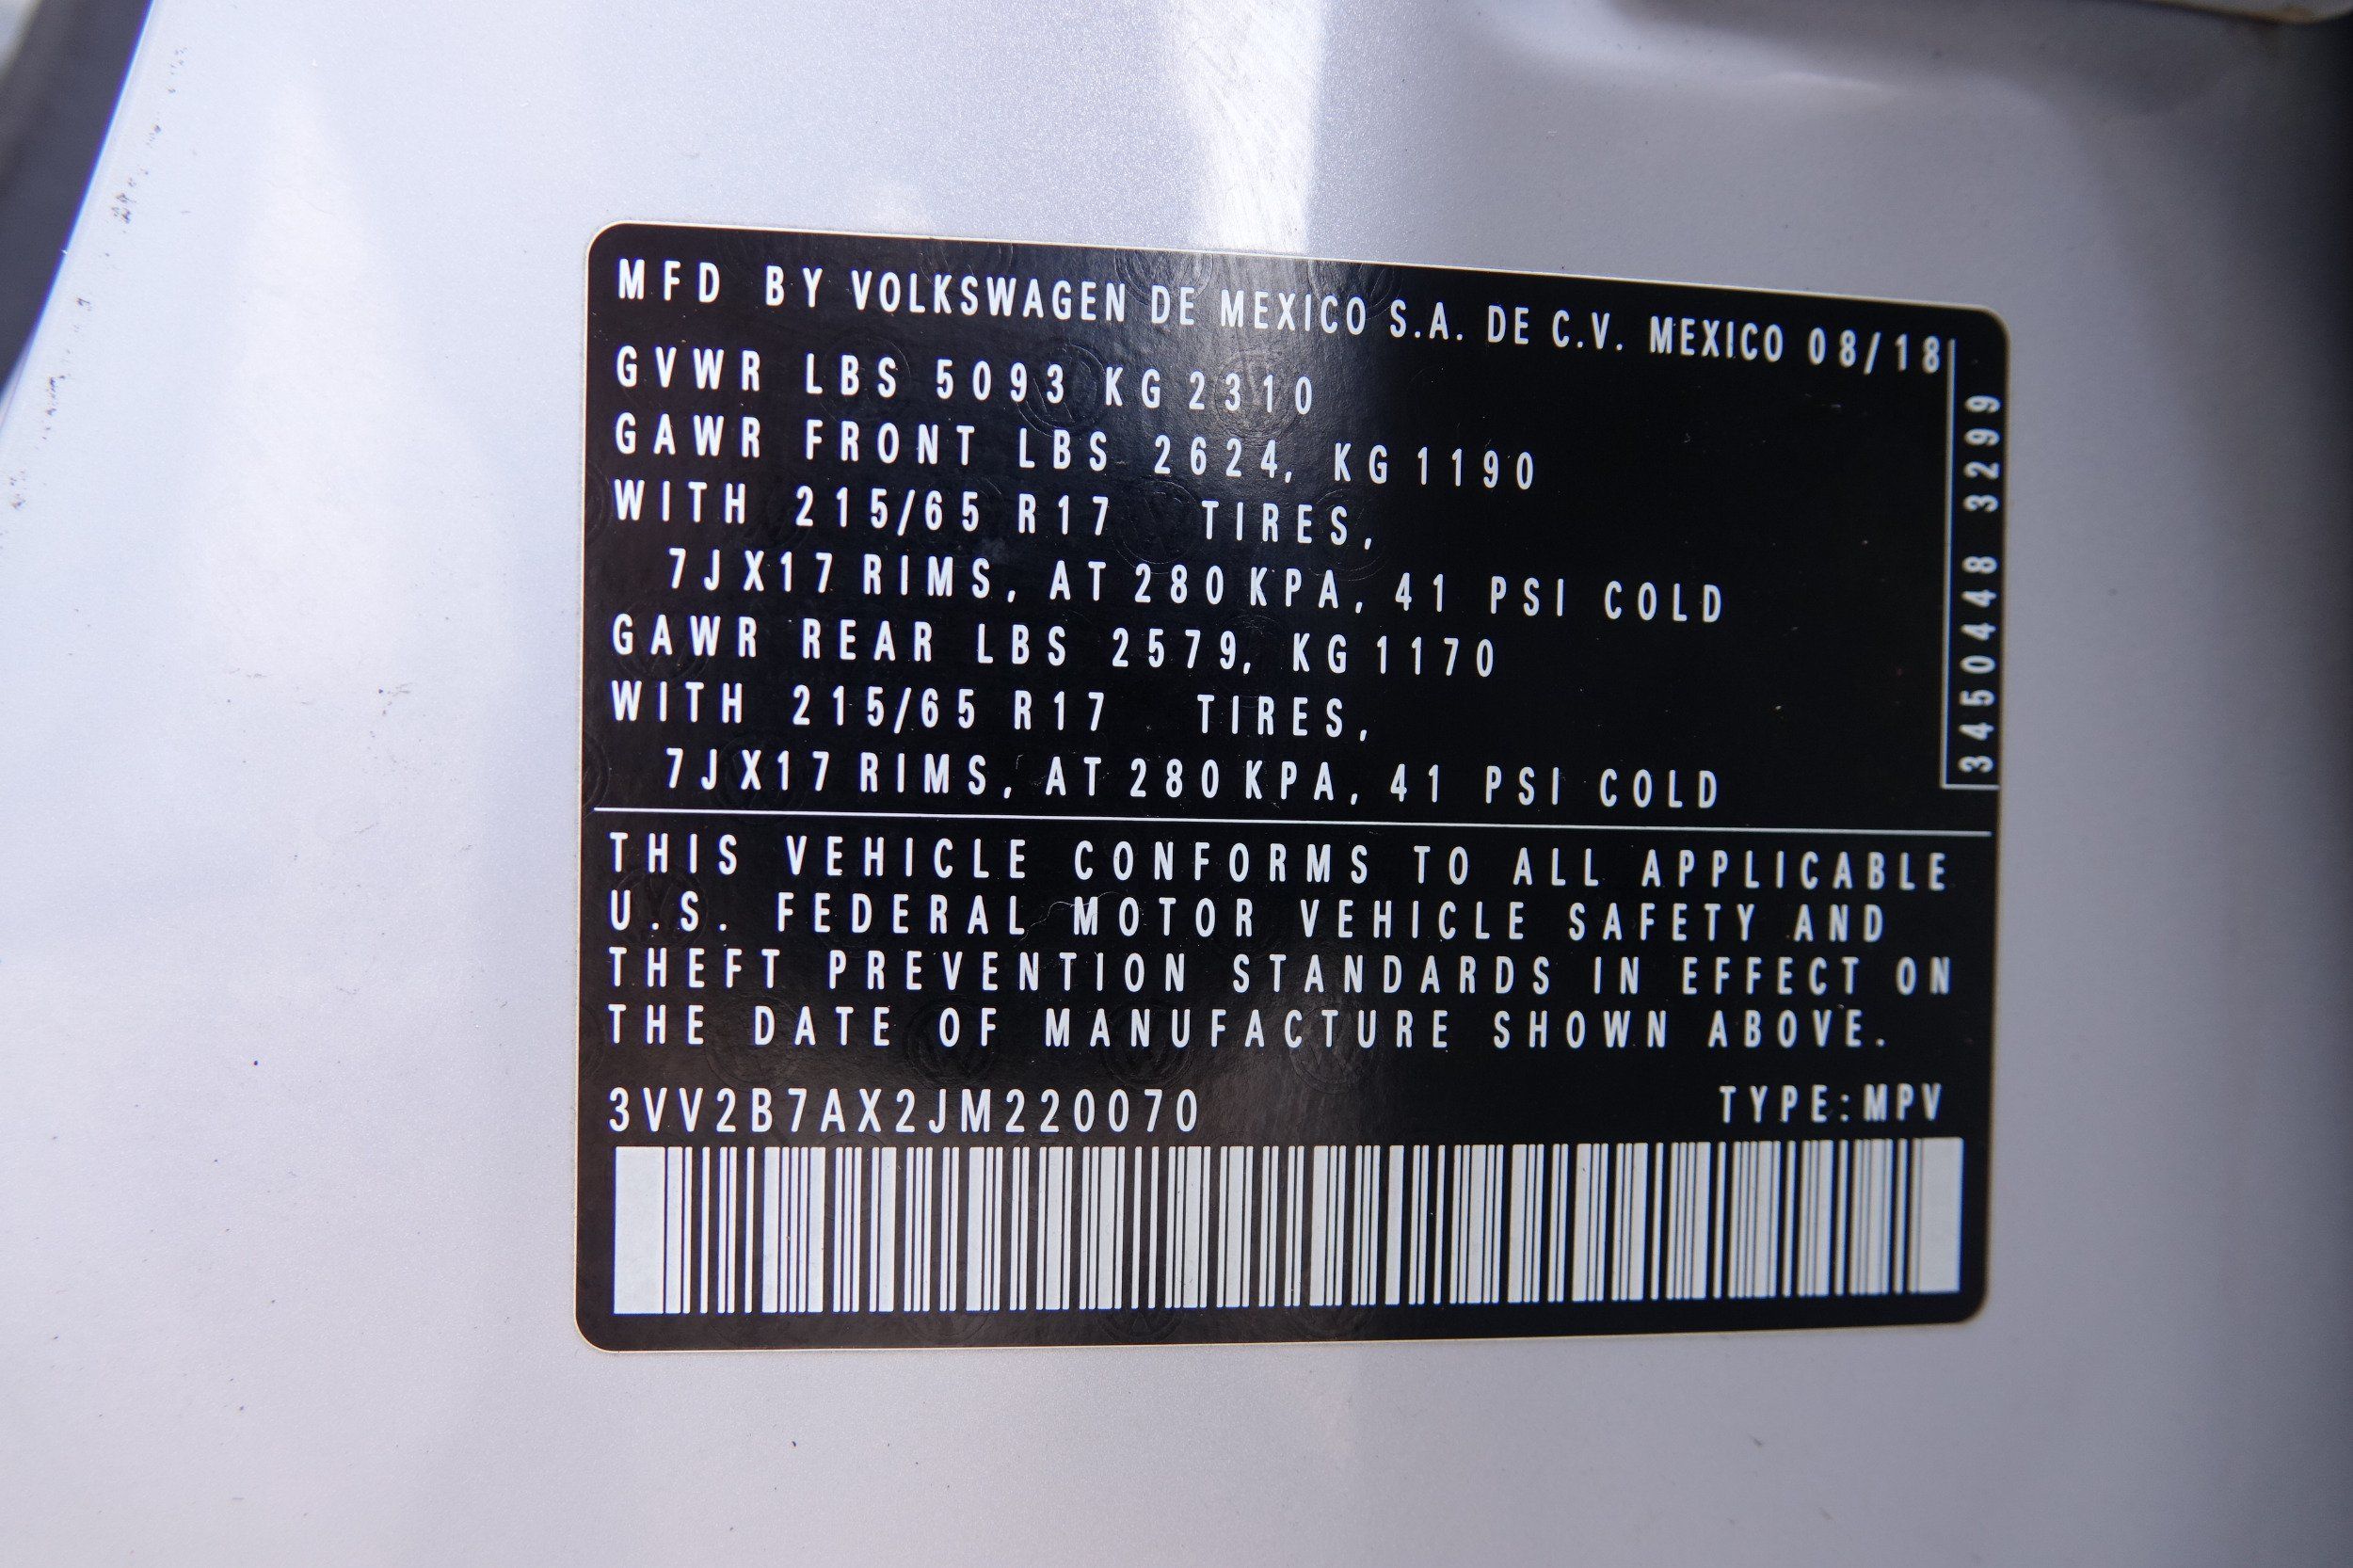 MFD BY VOLKSWAGEN DE MEXICO S.A. DE C.V. MEXICO 08/18
GVWR LBS 5093 KG 2310
GAWR FRONT LBS 2624, KG 1190
WITH 215/65 R17 TIRES,
7JX17 RIMS, AT 280 KPA, 41 PSI COLD
GAWR REAR LBS 2579, KG 1170
WITH 215/65 R17 TIRES,
7JX17 RIMS, AT 280 KPA, 41 PSI COLD
3450448 3299
THIS VEHICLE CONFORMS TO ALL APPLICABLE
U.S. FEDERAL MOTOR VEHICLE SAFETY AND
THEFT PREVENTION STANDARDS IN EFFECT ON
THE DATE OF MANUFACTURE SHOWN ABOVE.
3VV2B7AX2JM220070 TYPE:MPV